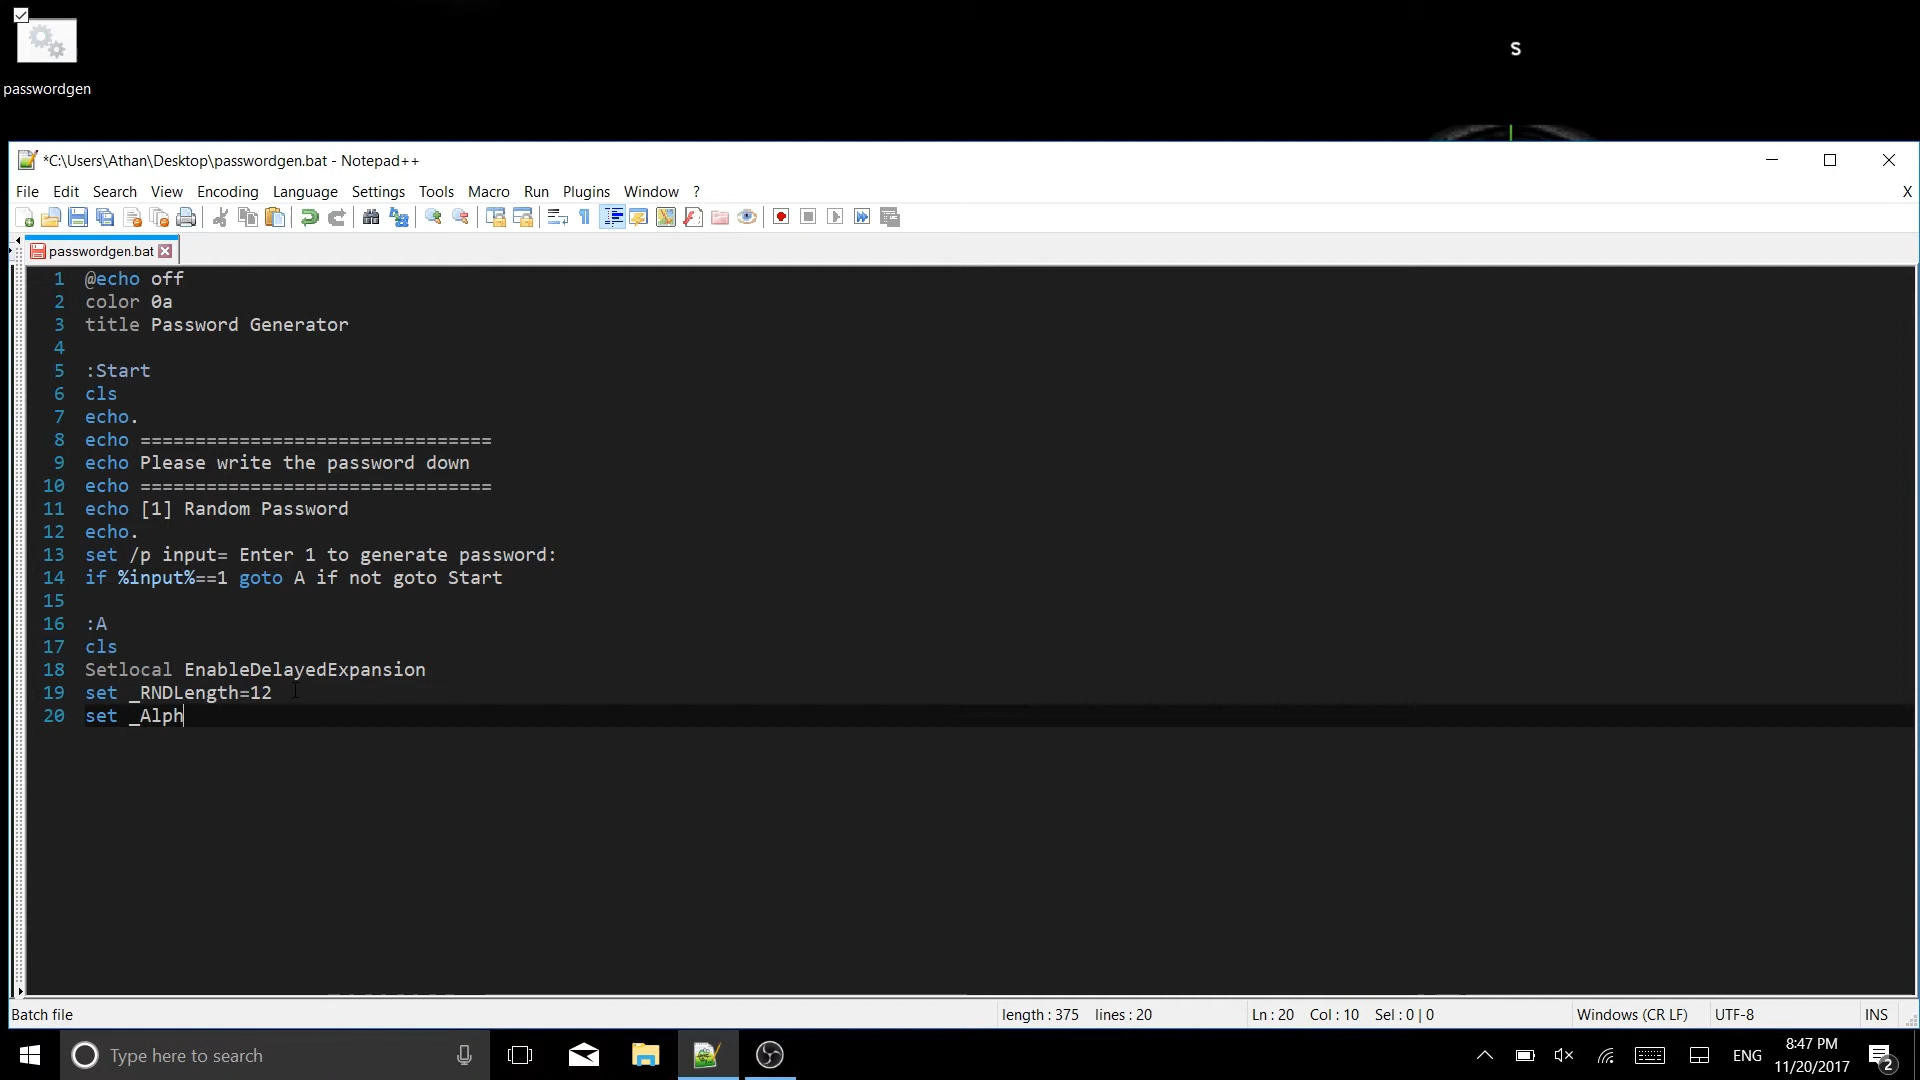 passwordgen
S
*C:\Users\Athan\Desktop\passwordgen.bat - Notepad++
File Edit Search View Encoding Language Settings Tools Macro Run Plugins Window ?
X
passwordgen.bat
1 @echo off
2 color 0a
3 title Password Generator
4
5 :Start
6 cls
7 echo.
8 echo ================================
9 echo Please write the password down
10 echo ================================
11 echo [1] Random Password
12 echo.
13 set /p input= Enter 1 to generate password:
14 if %input%==1 goto A if not goto Start
15
16 :A
17 cls
18 Setlocal EnableDelayedExpansion
19 set _RNDLength=12
20 set _Alph
Batch file length : 375 lines : 20 Ln : 20 Col : 10 Sel : 0 | 0 Windows (CR LF) UTF-8 INS
Type here to search
ENG
8:47 PM
11/20/2017
2